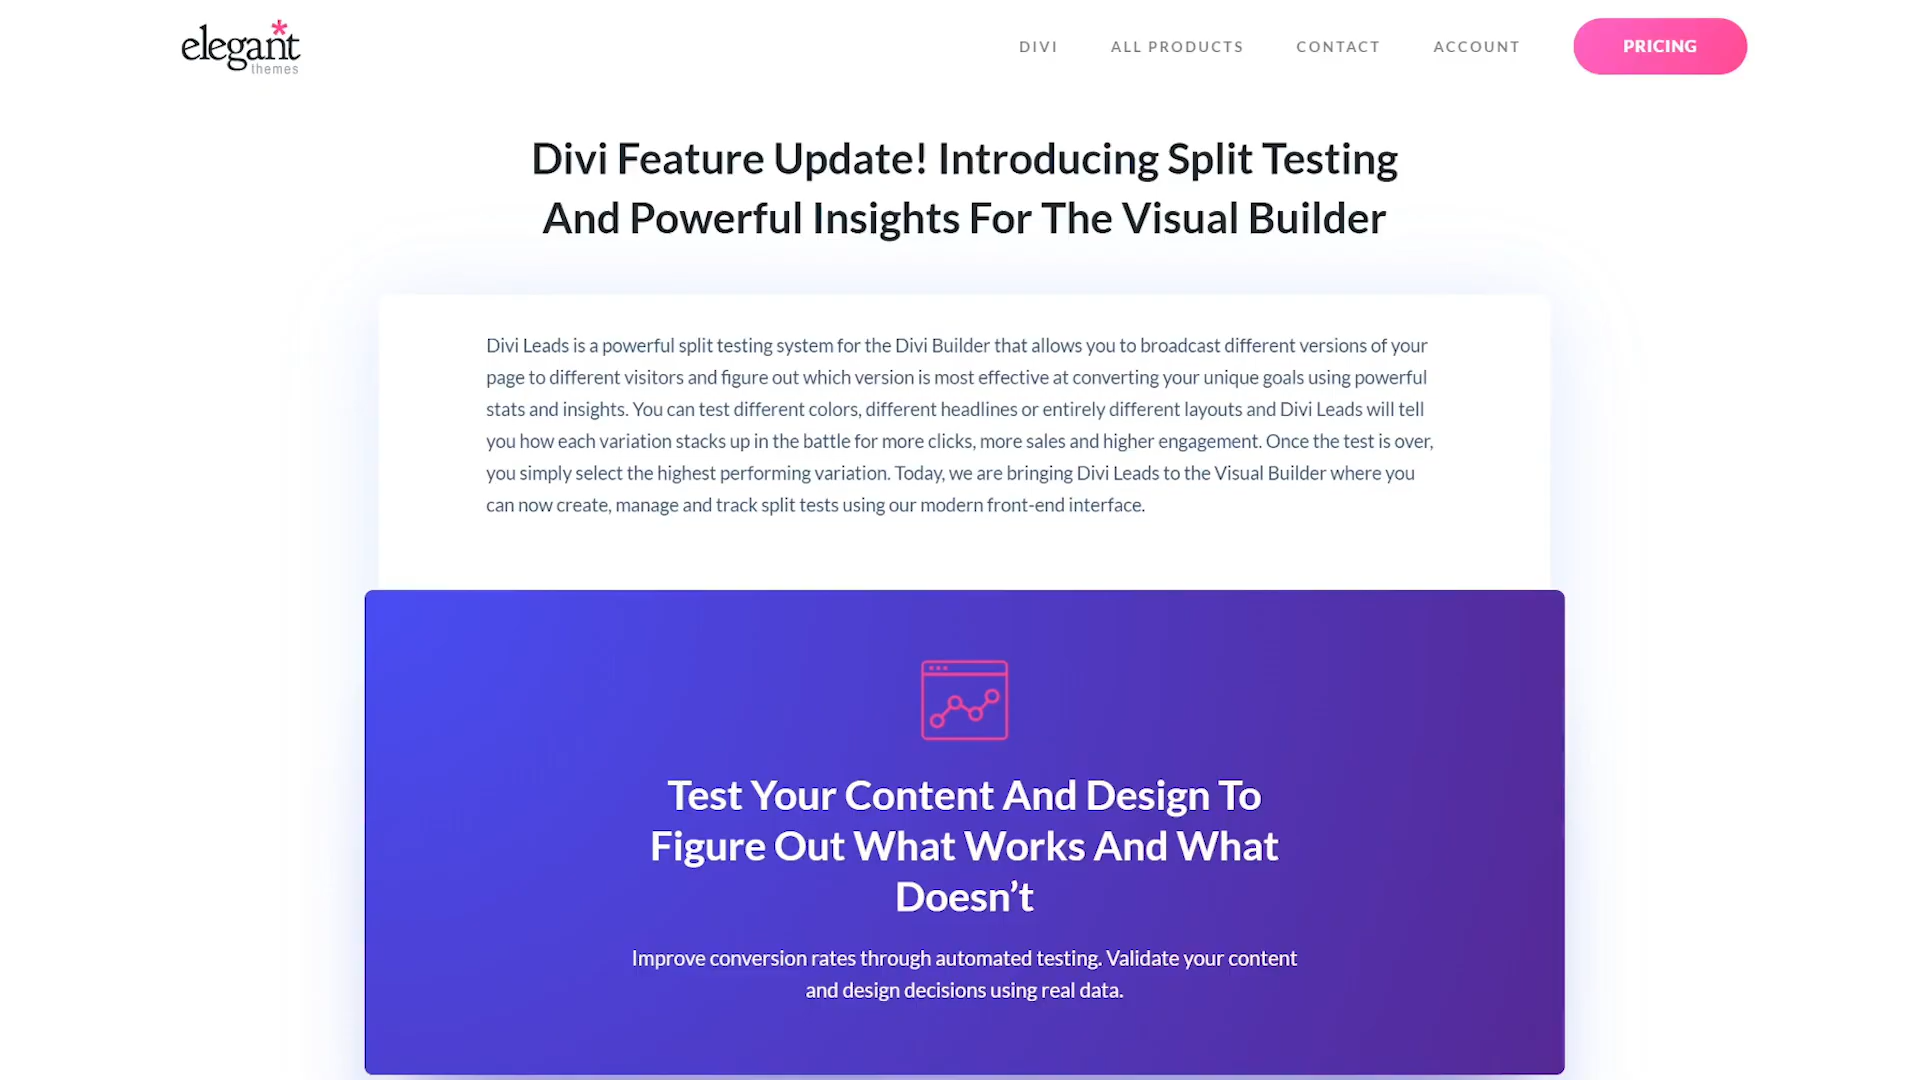 elegant
themes
DIVI
ALL PRODUCTS
CONTACT
ACCOUNT
PRICING
Divi Feature Update! Introducing Split Testing
And Powerful Insights For The Visual Builder
Divi Leads is a powerful split testing system for the Divi Builder that allows you to broadcast different versions of your
page to different visitors and figure out which version is most effective at converting your unique goals using powerful
stats and insights. You can test different colors, different headlines or entirely different layouts and Divi Leads will tell
you how each variation stacks up in the battle for more clicks, more sales and higher engagement. Once the test is over,
you simply select the highest performing variation. Today, we are bringing Divi Leads to the Visual Builder where you
can now create, manage and track split tests using our modern front-end interface.
Test Your Content And Design To
Figure Out What Works And What
Doesn’t
Improve conversion rates through automated testing. Validate your content
and design decisions using real data.